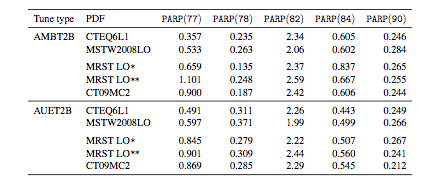 Tune type PDF PARP(77) PARP(78) PARP(82) PARP(84) PARP(90)
AMBT2B CTEQ6L1 0.357 0.235 2.34 0.605 0.246
MSTW2008LO 0.533 0.263 2.06 0.602 0.284
MRST LO* 0.659 0.135 2.37 0.837 0.265
MRST LO** 1.101 0.248 2.59 0.667 0.255
CT09MC2 0.900 0.187 2.42 0.606 0.244
AUET2B CTEQ6L1 0.491 0.311 2.26 0.443 0.249
MSTW2008LO 0.597 0.371 1.99 0.499 0.266
MRST LO* 0.845 0.279 2.22 0.507 0.267
MRST LO** 0.901 0.309 2.44 0.560 0.241
CT09MC2 0.869 0.285 2.29 0.545 0.212